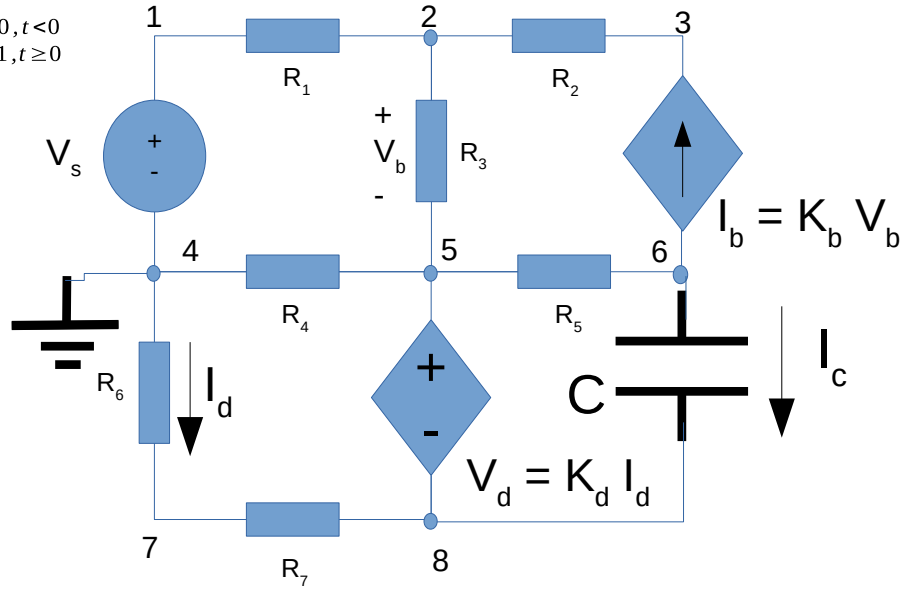 0,t<0
1,t≥0
1
2
3
R1
R2
+
-
Vs
+
Vb
-
R3
Ib = Kb Vb
4
5
6
R4
R5
R6
Id
+
-
C
Ic
Vd = Kd Id
7
8
R7